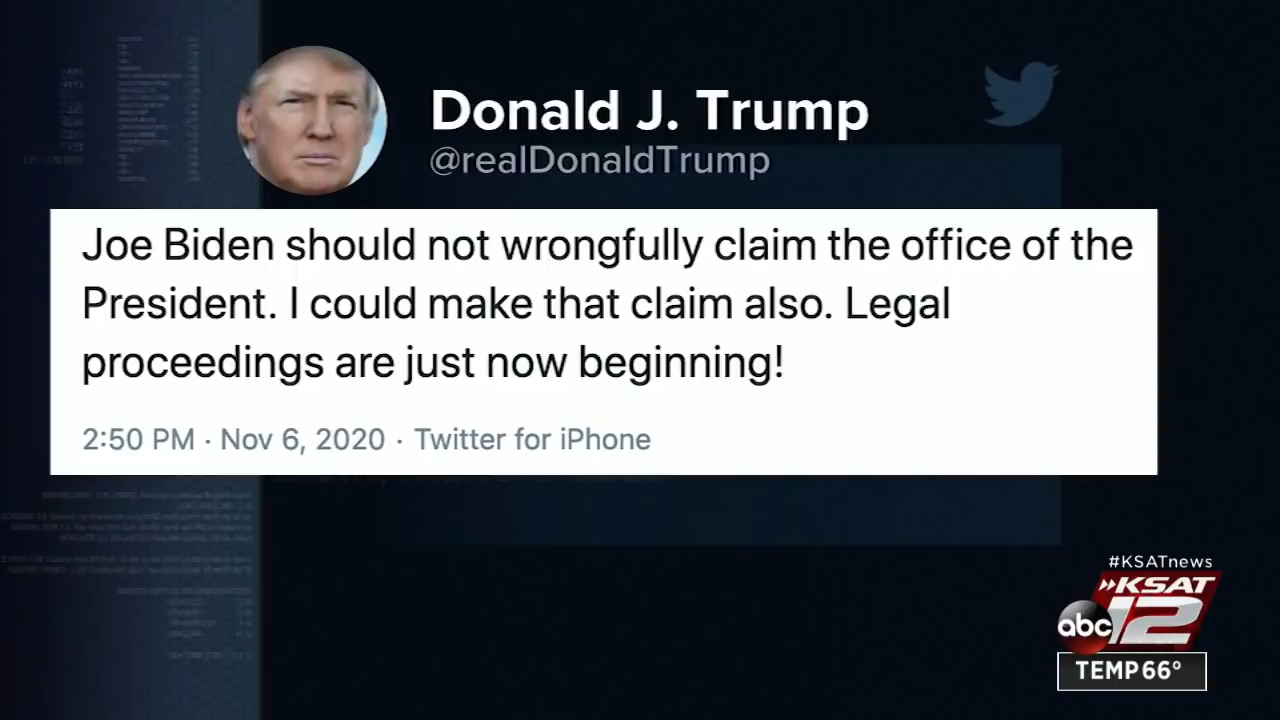 Donald J. Trump
@realDonaldTrump
Joe Biden should not wrongfully claim the office of the
President. I could make that claim also. Legal
proceedings are just now beginning!
2:50 PM · Nov 6, 2020 · Twitter for iPhone
#KSATnews
KSAT
abc 12
TEMP 66°